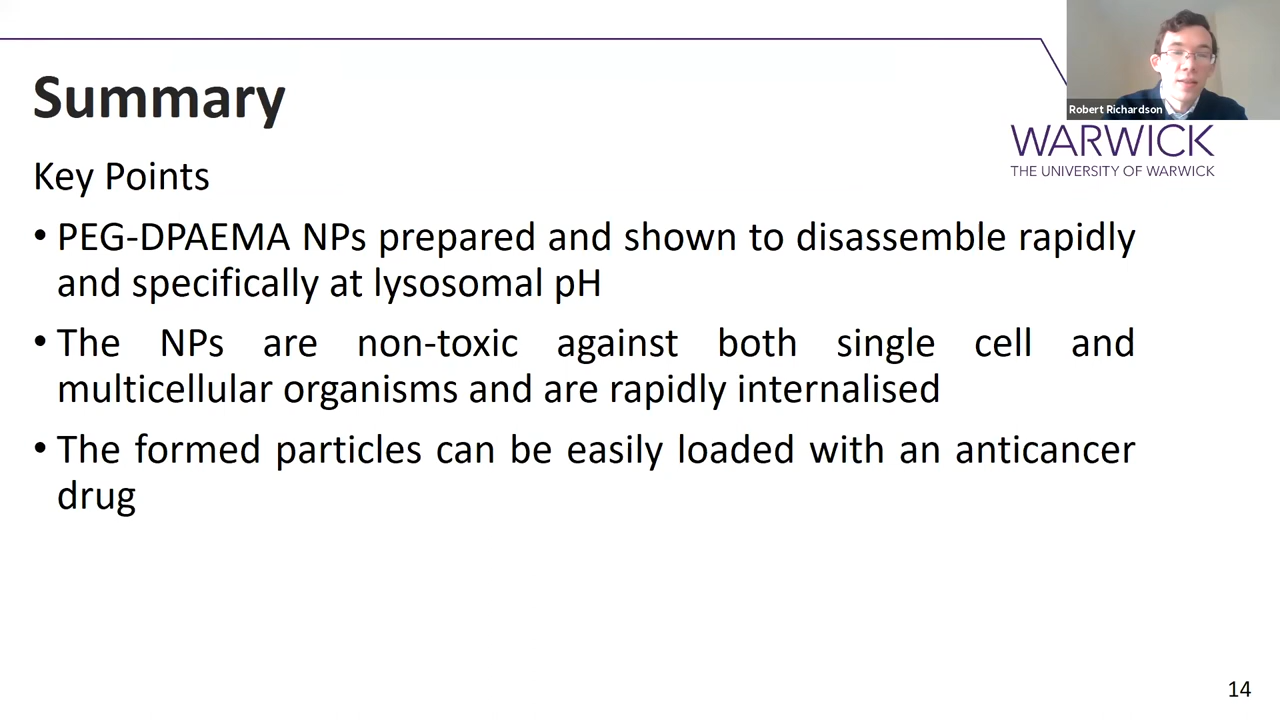 Summary
Robert Richardson
WARWICK
THE UNIVERSITY OF WARWICK
Key Points
• PEG-DPAEMA NPs prepared and shown to disassemble rapidly
and specifically at lysosomal pH
• The NPs are non-toxic against both single cell and
multicellular organisms and are rapidly internalised
• The formed particles can be easily loaded with an anticancer
drug
14